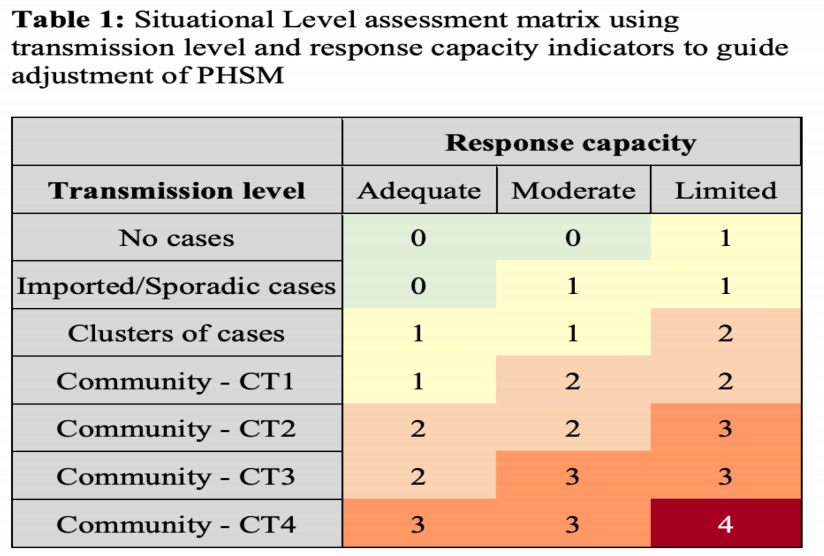 Table 1: Situational Level assessment matrix using
transmission level and response capacity indicators to guide
adjustment of PHSM
Response capacity
Transmission level Adequate Moderate Limited
No cases 0 0 1
Imported/Sporadic cases 0 1 1
Clusters of cases 1 1 2
Community - CT1 1 2 2
Community - CT2 2 2 3
Community - CT3 2 3 3
Community - CT4 3 3 4